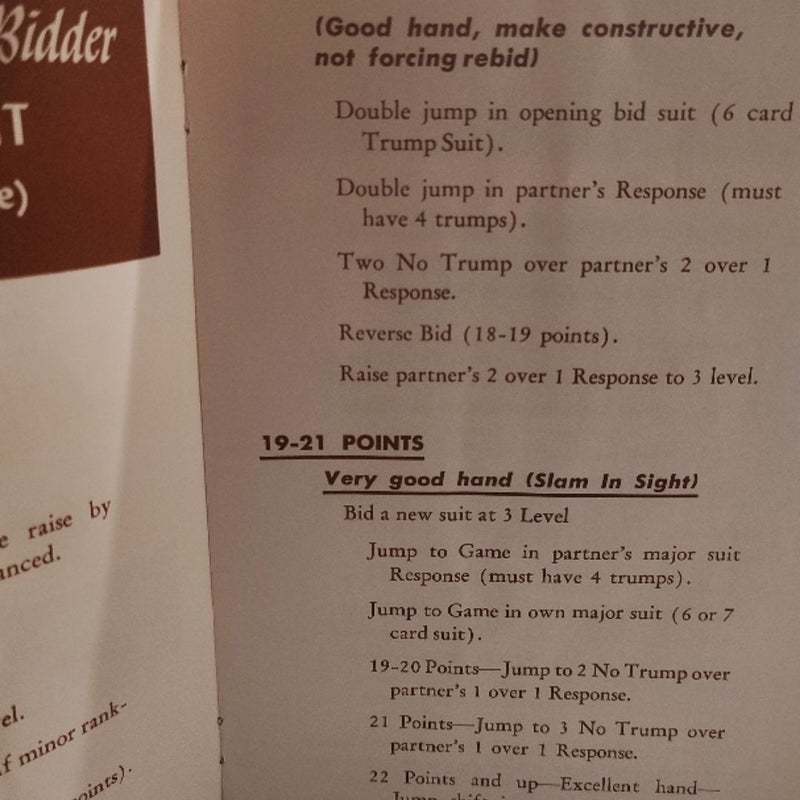 Bidder
(Good hand, make constructive,
not forcing rebid)
Double jump in opening bid suit (6 card
Trump Suit).
Double jump in partner's Response (must
have 4 trumps).
Two No Trump over partner's 2 over 1
Response.
Reverse Bid (18-19 points).
Raise partner's 2 over 1 Response to 3 level.
19-21 POINTS
Very good hand (Slam In Sight)
Bid a new suit at 3 Level
Jump to Game in partner's major suit
Response (must have 4 trumps).
Jump to Game in own major suit (6 or 7
card suit).
19-20 Points—Jump to 2 No Trump over
partner's 1 over 1 Response.
21 Points—Jump to 3 No Trump over
partner's 1 over 1 Response.
22 Points and up—Excellent hand—
raise by
minor rank-